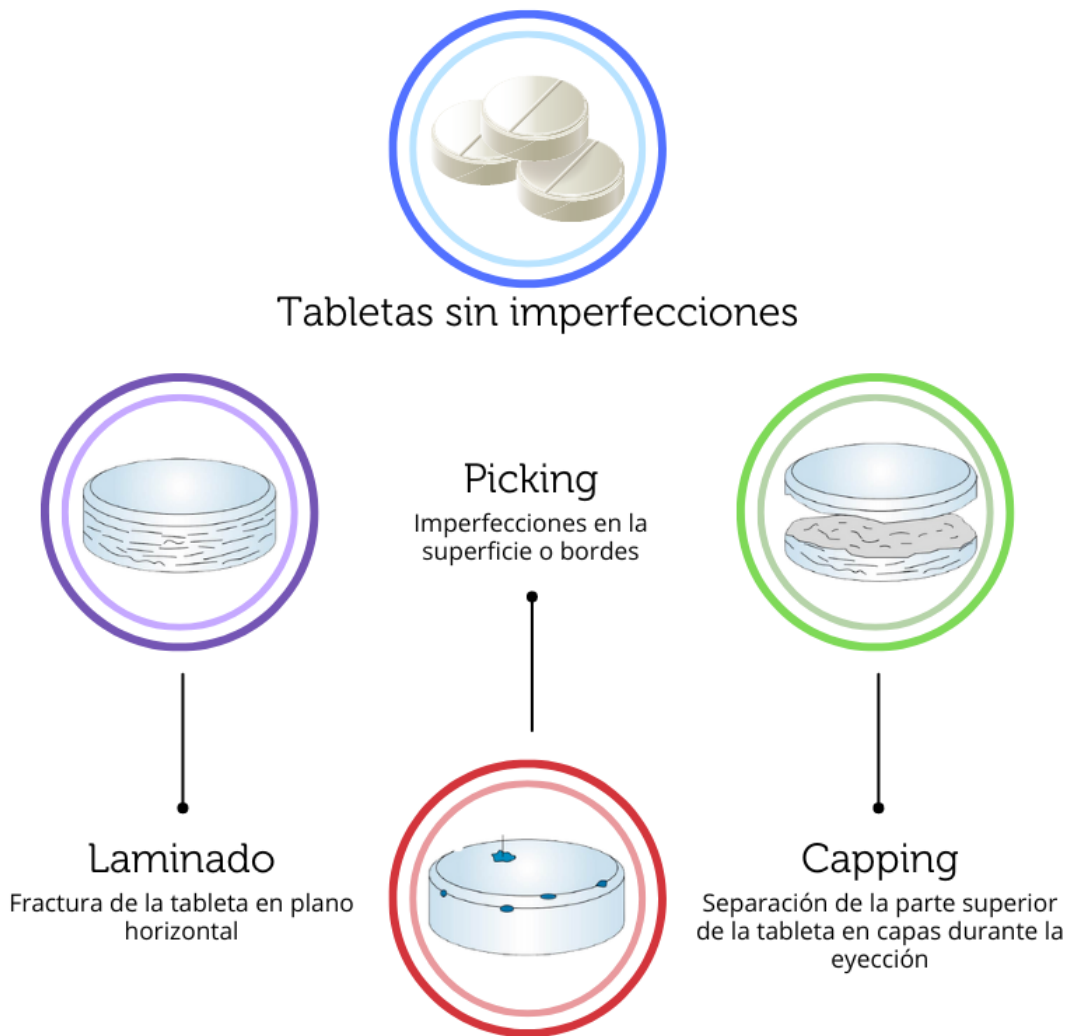 Tabletas sin imperfecciones
Picking
Imperfecciones en la
superficie o bordes
Laminado
Fractura de la tableta en plano
horizontal
Capping
Separación de la parte superior
de la tableta en capas durante la
eyección